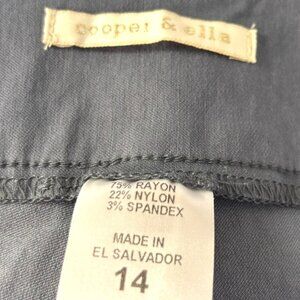 cooper & ella
75% RAYON
22% NYLON
3% SPANDEX
MADE IN
EL SALVADOR
14